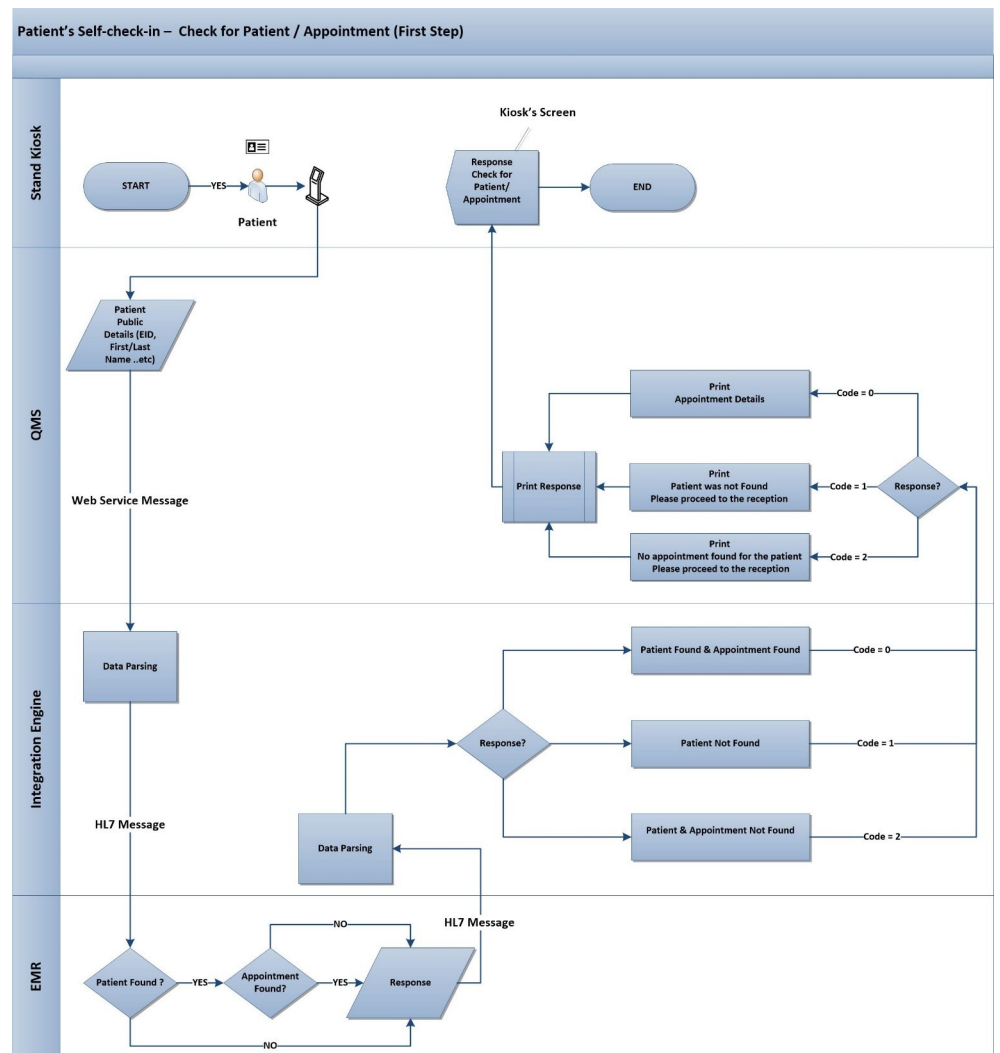 Patient's Self-check-in – Check for Patient / Appointment (First Step)
Stand Kiosk
START
YES
Patient
Kiosk's Screen
Response
Check for
Patient/
Appointment
END
QMS
Patient
Public
Details (EID,
First/Last
Name ..etc)
Web Service Message
Print
Appointment Details
Code = 0
Print Response
Print
Patient was not Found
Please proceed to the reception
Code = 1
Response?
Print
No appointment found for the patient
Please proceed to the reception
Code = 2
Integration Engine
Data Parsing
HL7 Message
Data Parsing
Response?
Patient Found & Appointment Found
Code = 0
Patient Not Found
Code = 1
Patient & Appointment Not Found
Code = 2
EMR
HL7 Message
Patient Found ?
YES
Appointment
Found?
NO
YES
Response
NO